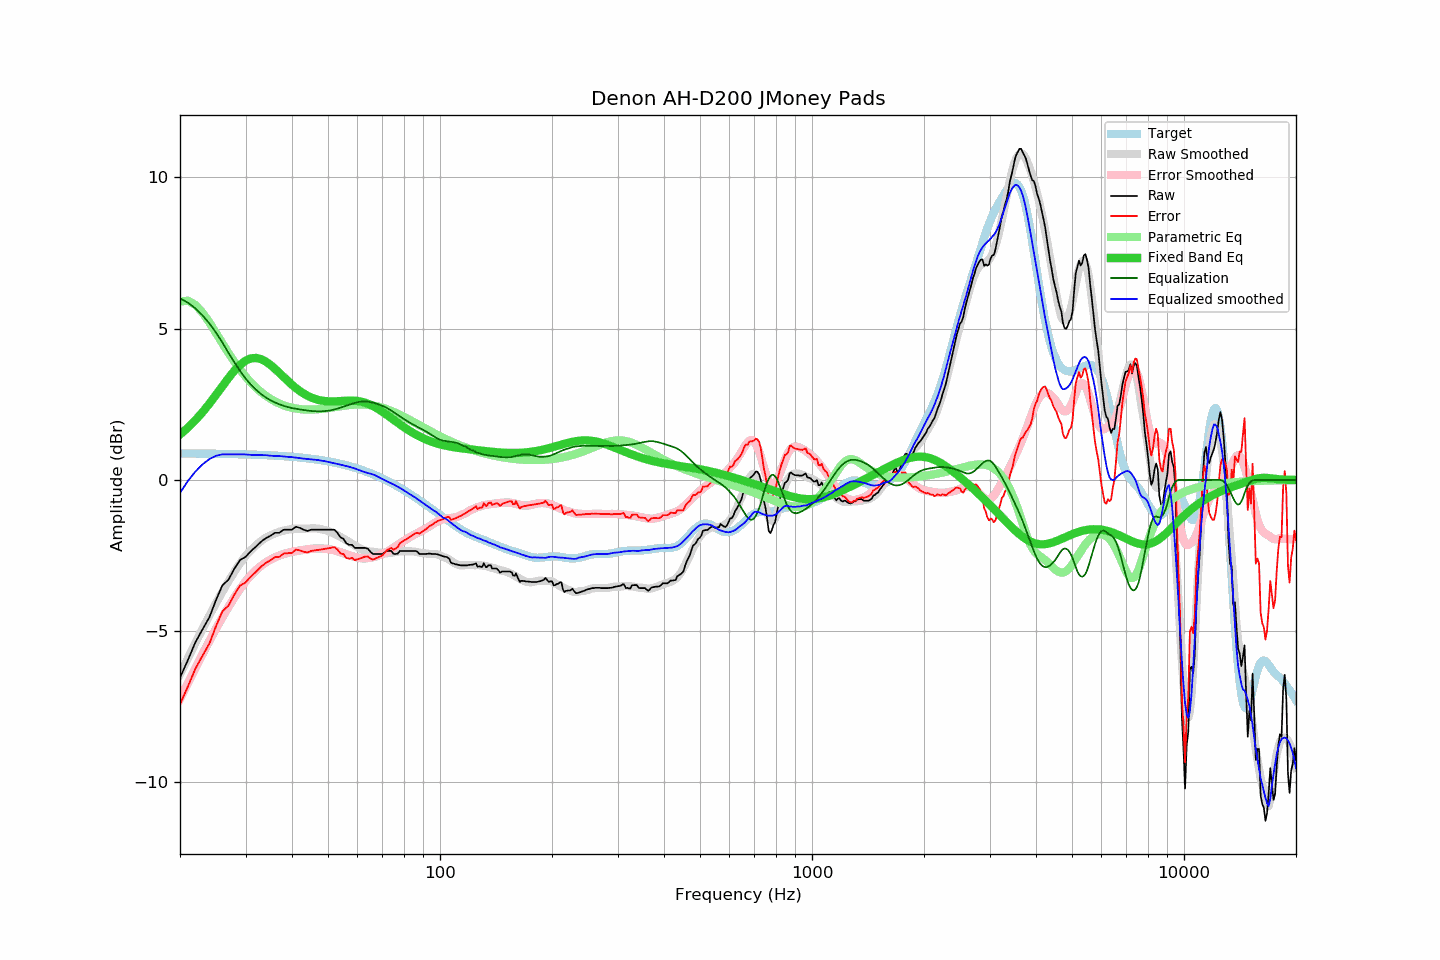 Denon AH-D200 JMoney Pads
Target
Raw Smoothed
Error Smoothed
Raw
Error
Parametric Eq
Fixed Band Eq
Equalization
Equalized smoothed
Amplitude (dBr)
10
5
0
−5
−10
100
1000
10000
Frequency (Hz)